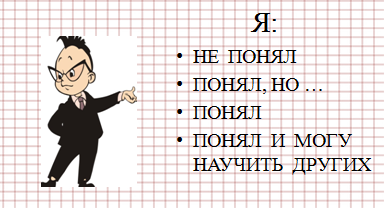 Я:
• НЕ ПОНЯЛ
• ПОНЯЛ, НО …
• ПОНЯЛ
• ПОНЯЛ И МОГУ
НАУЧИТЬ ДРУГИХ